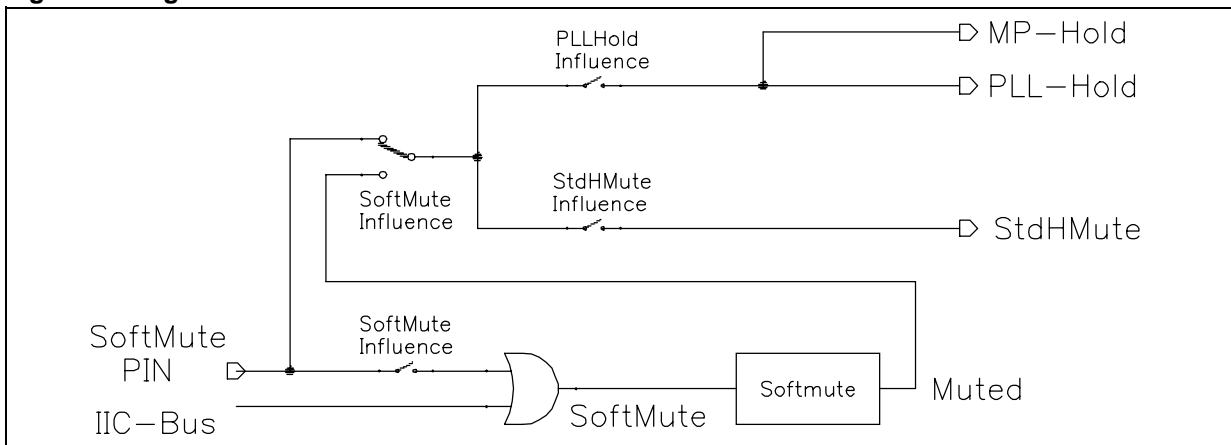 PLLHold
Influence
MP-Hold
PLL-Hold
SoftMute
Influence
StdHMute
Influence
StdHMute
SoftMute
PIN
SoftMute
Influence
IIC-Bus
SoftMute
Softmute
Muted